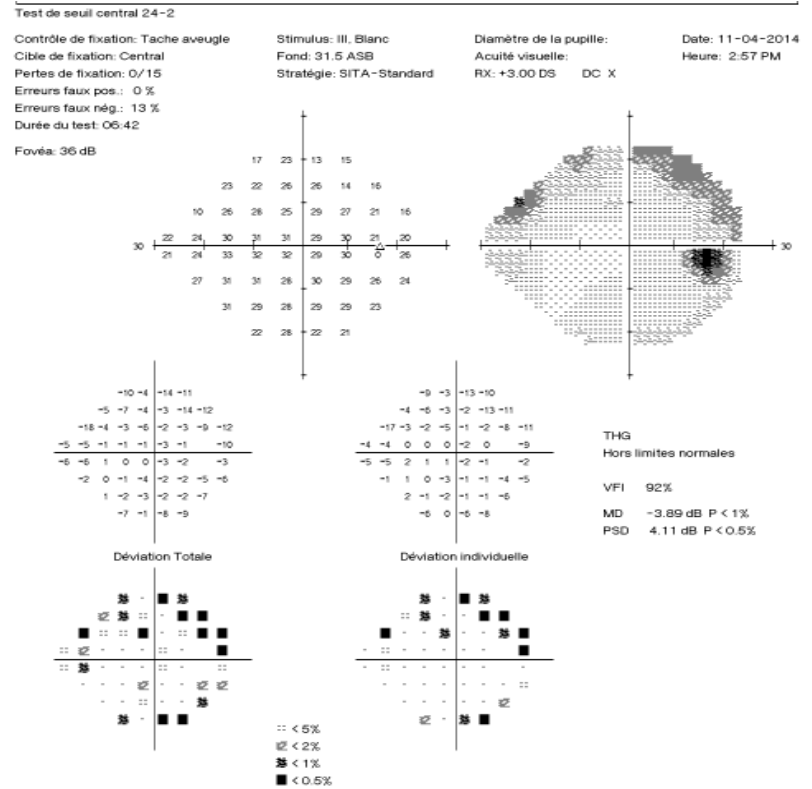 Test de seuil central 24-2
Contrôle de fixation: Tache aveugle
Cible de fixation: Central
Pertes de fixation: 0/15
Erreurs faux pos.: 0 %
Erreurs faux nég.: 13 %
Durée du test: 06:42
Fovéa: 36 dB
Stimulus: III, Blanc
Fond: 31.5 ASB
Stratégie: SITA-Standard
Diamètre de la pupille:
Acuité visuelle:
RX: +3.00 DS DC X
Date: 11-04-2014
Heure: 2:57 PM
17 23 13 15
23 22 26 26 14 16
10 26 28 25 29 27 21 16
30 22 24 30 31 31 29 30 21 20
21 24 33 32 32 29 30 0 26
27 31 31 28 30 29 26 24
31 29 28 29 29 23
22 28 22 21
30
-10 -4 -14 -11
-5 -7 -4 -3 -14 -12
-18 -4 -3 -6 -2 -3 -9 -12
-5 -5 -1 -1 -1 -3 -1 -10
-6 -6 1 0 0 -3 -2 -3
-2 0 -1 -4 -2 -2 -5 -6
1 -2 -3 -2 -2 -7
-7 -1 -8 -9
Déviation Totale
-9 -3 -13 -10
-4 -6 -3 -2 -13 -11
-17 -3 -2 -5 -1 -2 -8 -11
-4 -4 0 0 0 -2 0 -9
-5 -5 2 1 1 -2 -1 -2
-1 1 0 -3 -1 -1 -4 -5
2 -1 -2 -1 -1 -6
-6 0 -6 -8
Déviation individuelle
THG
Hors limites normales
VFI 92%
MD -3.89 dB P < 1%
PSD 4.11 dB P < 0.5%
< 5%
< 2%
< 1%
< 0.5%